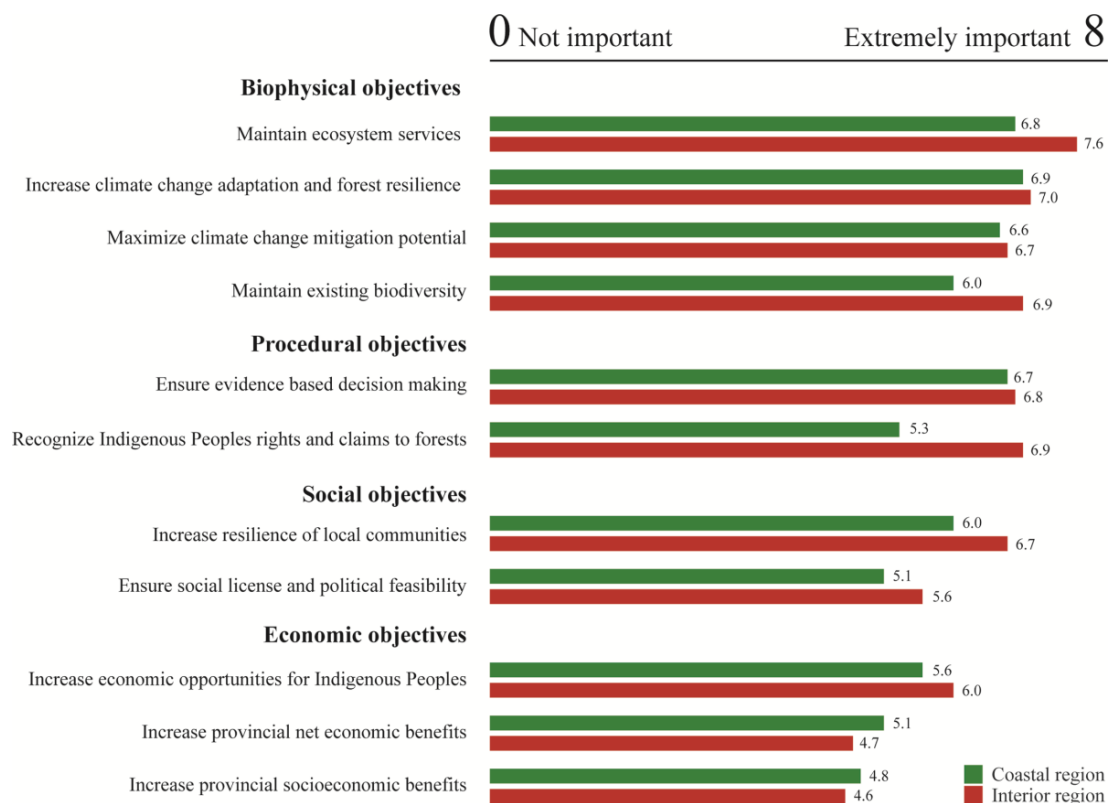 0 Not important Extremely important 8
Biophysical objectives
Maintain ecosystem services
6.8
7.6
Increase climate change adaptation and forest resilience
6.9
7.0
Maximize climate change mitigation potential
6.6
6.7
Maintain existing biodiversity
6.0
6.9
Procedural objectives
Ensure evidence based decision making
6.7
6.8
Recognize Indigenous Peoples rights and claims to forests
5.3
6.9
Social objectives
Increase resilience of local communities
6.0
6.7
Ensure social license and political feasibility
5.1
5.6
Economic objectives
Increase economic opportunities for Indigenous Peoples
5.6
6.0
Increase provincial net economic benefits
5.1
4.7
Increase provincial socioeconomic benefits
4.8
4.6
Coastal region
Interior region